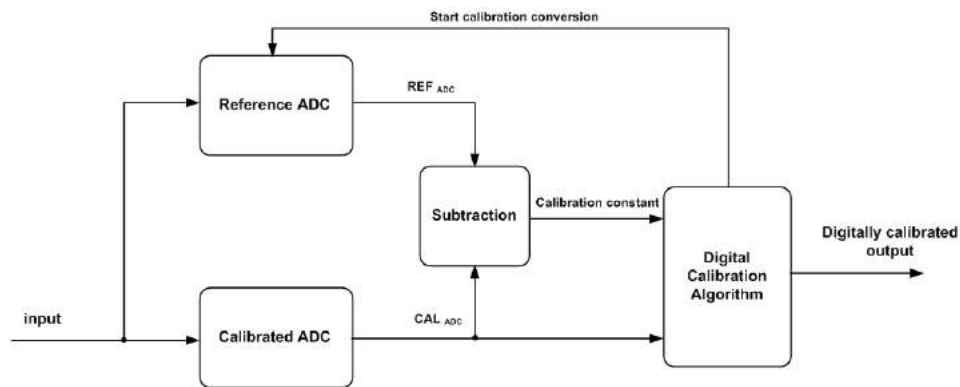 Start calibration conversion
Reference ADC
REF ADC
Subtraction
Calibration constant
Digital
Calibration
Algorithm
Digitally calibrated
output
input
Calibrated ADC
CAL ADC